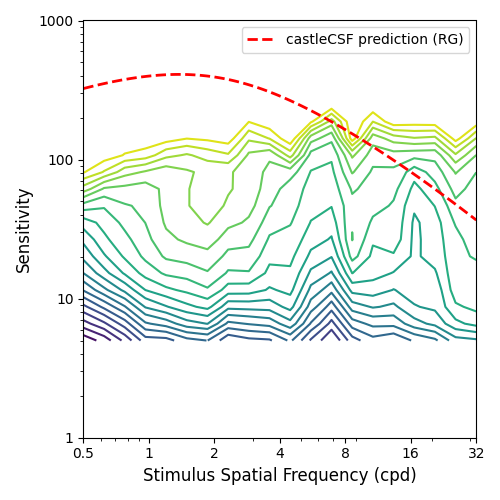 1000
castleCSF prediction (RG)
100
Sensitivity
10
1
0.5 1 2 4 8 16 32
Stimulus Spatial Frequency (cpd)